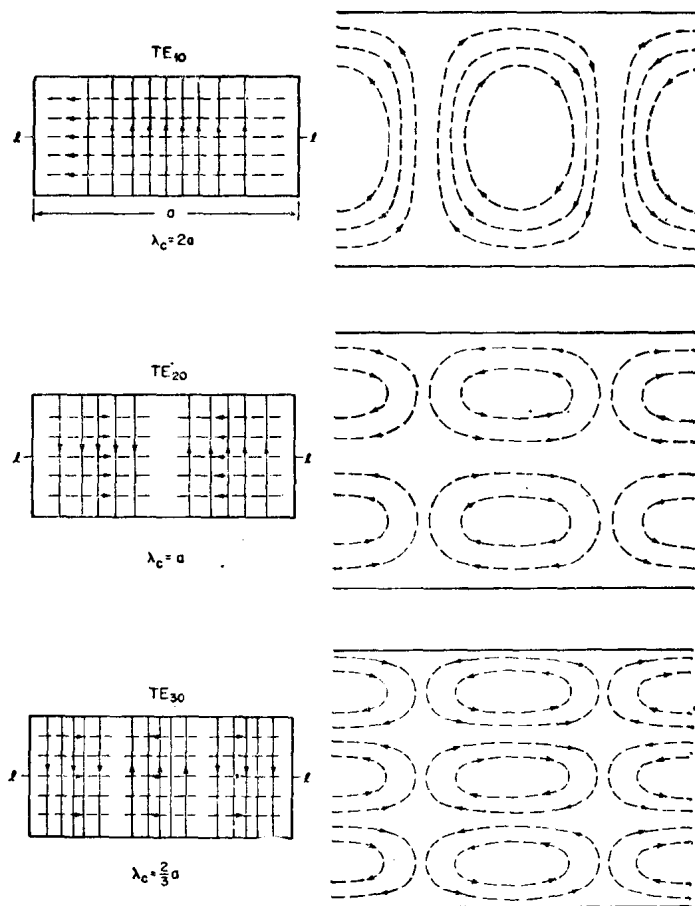 TE₁₀
l l
a
λc = 2a
TE₂₀
l l
λc = a
TE₃₀
l l
λc = 2/3 a